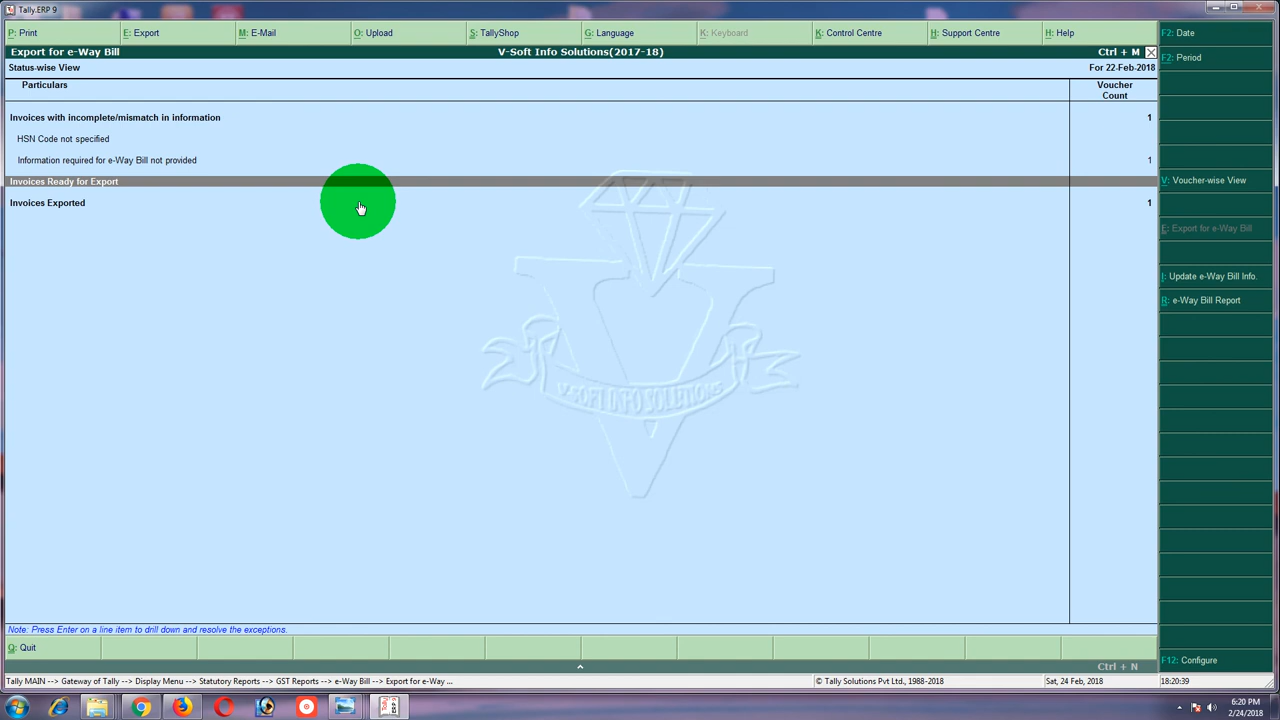 Tally.ERP 9
P: Print
E: Export
M: E-Mail
O: Upload
S: TallyShop
G: Language
K: Keyboard
K: Control Centre
H: Support Centre
H: Help
Export for e-Way Bill
V-Soft Info Solutions(2017-18)
Ctrl + M
Status-wise View
For 22-Feb-2018
Particulars
Voucher
Count
Invoices with incomplete/mismatch in information 1
HSN Code not specified
Information required for e-Way Bill not provided 1
Invoices Ready for Export
Invoices Exported 1
V-SOFT INFO SOLUTIONS
F2: Date
F2: Period
V: Voucher-wise View
E: Export for e-Way Bill
I: Update e-Way Bill Info.
R: e-Way Bill Report
F12: Configure
Note: Press Enter on a line item to drill down and resolve the exceptions.
Q: Quit
Ctrl + N
Tally MAIN --> Gateway of Tally --> Display Menu --> Statutory Reports --> GST Reports --> e-Way Bill --> Export for e-Way ...
© Tally Solutions Pvt Ltd., 1988-2018
Sat, 24 Feb, 2018
18:20:39
6:20 PM
2/24/2018